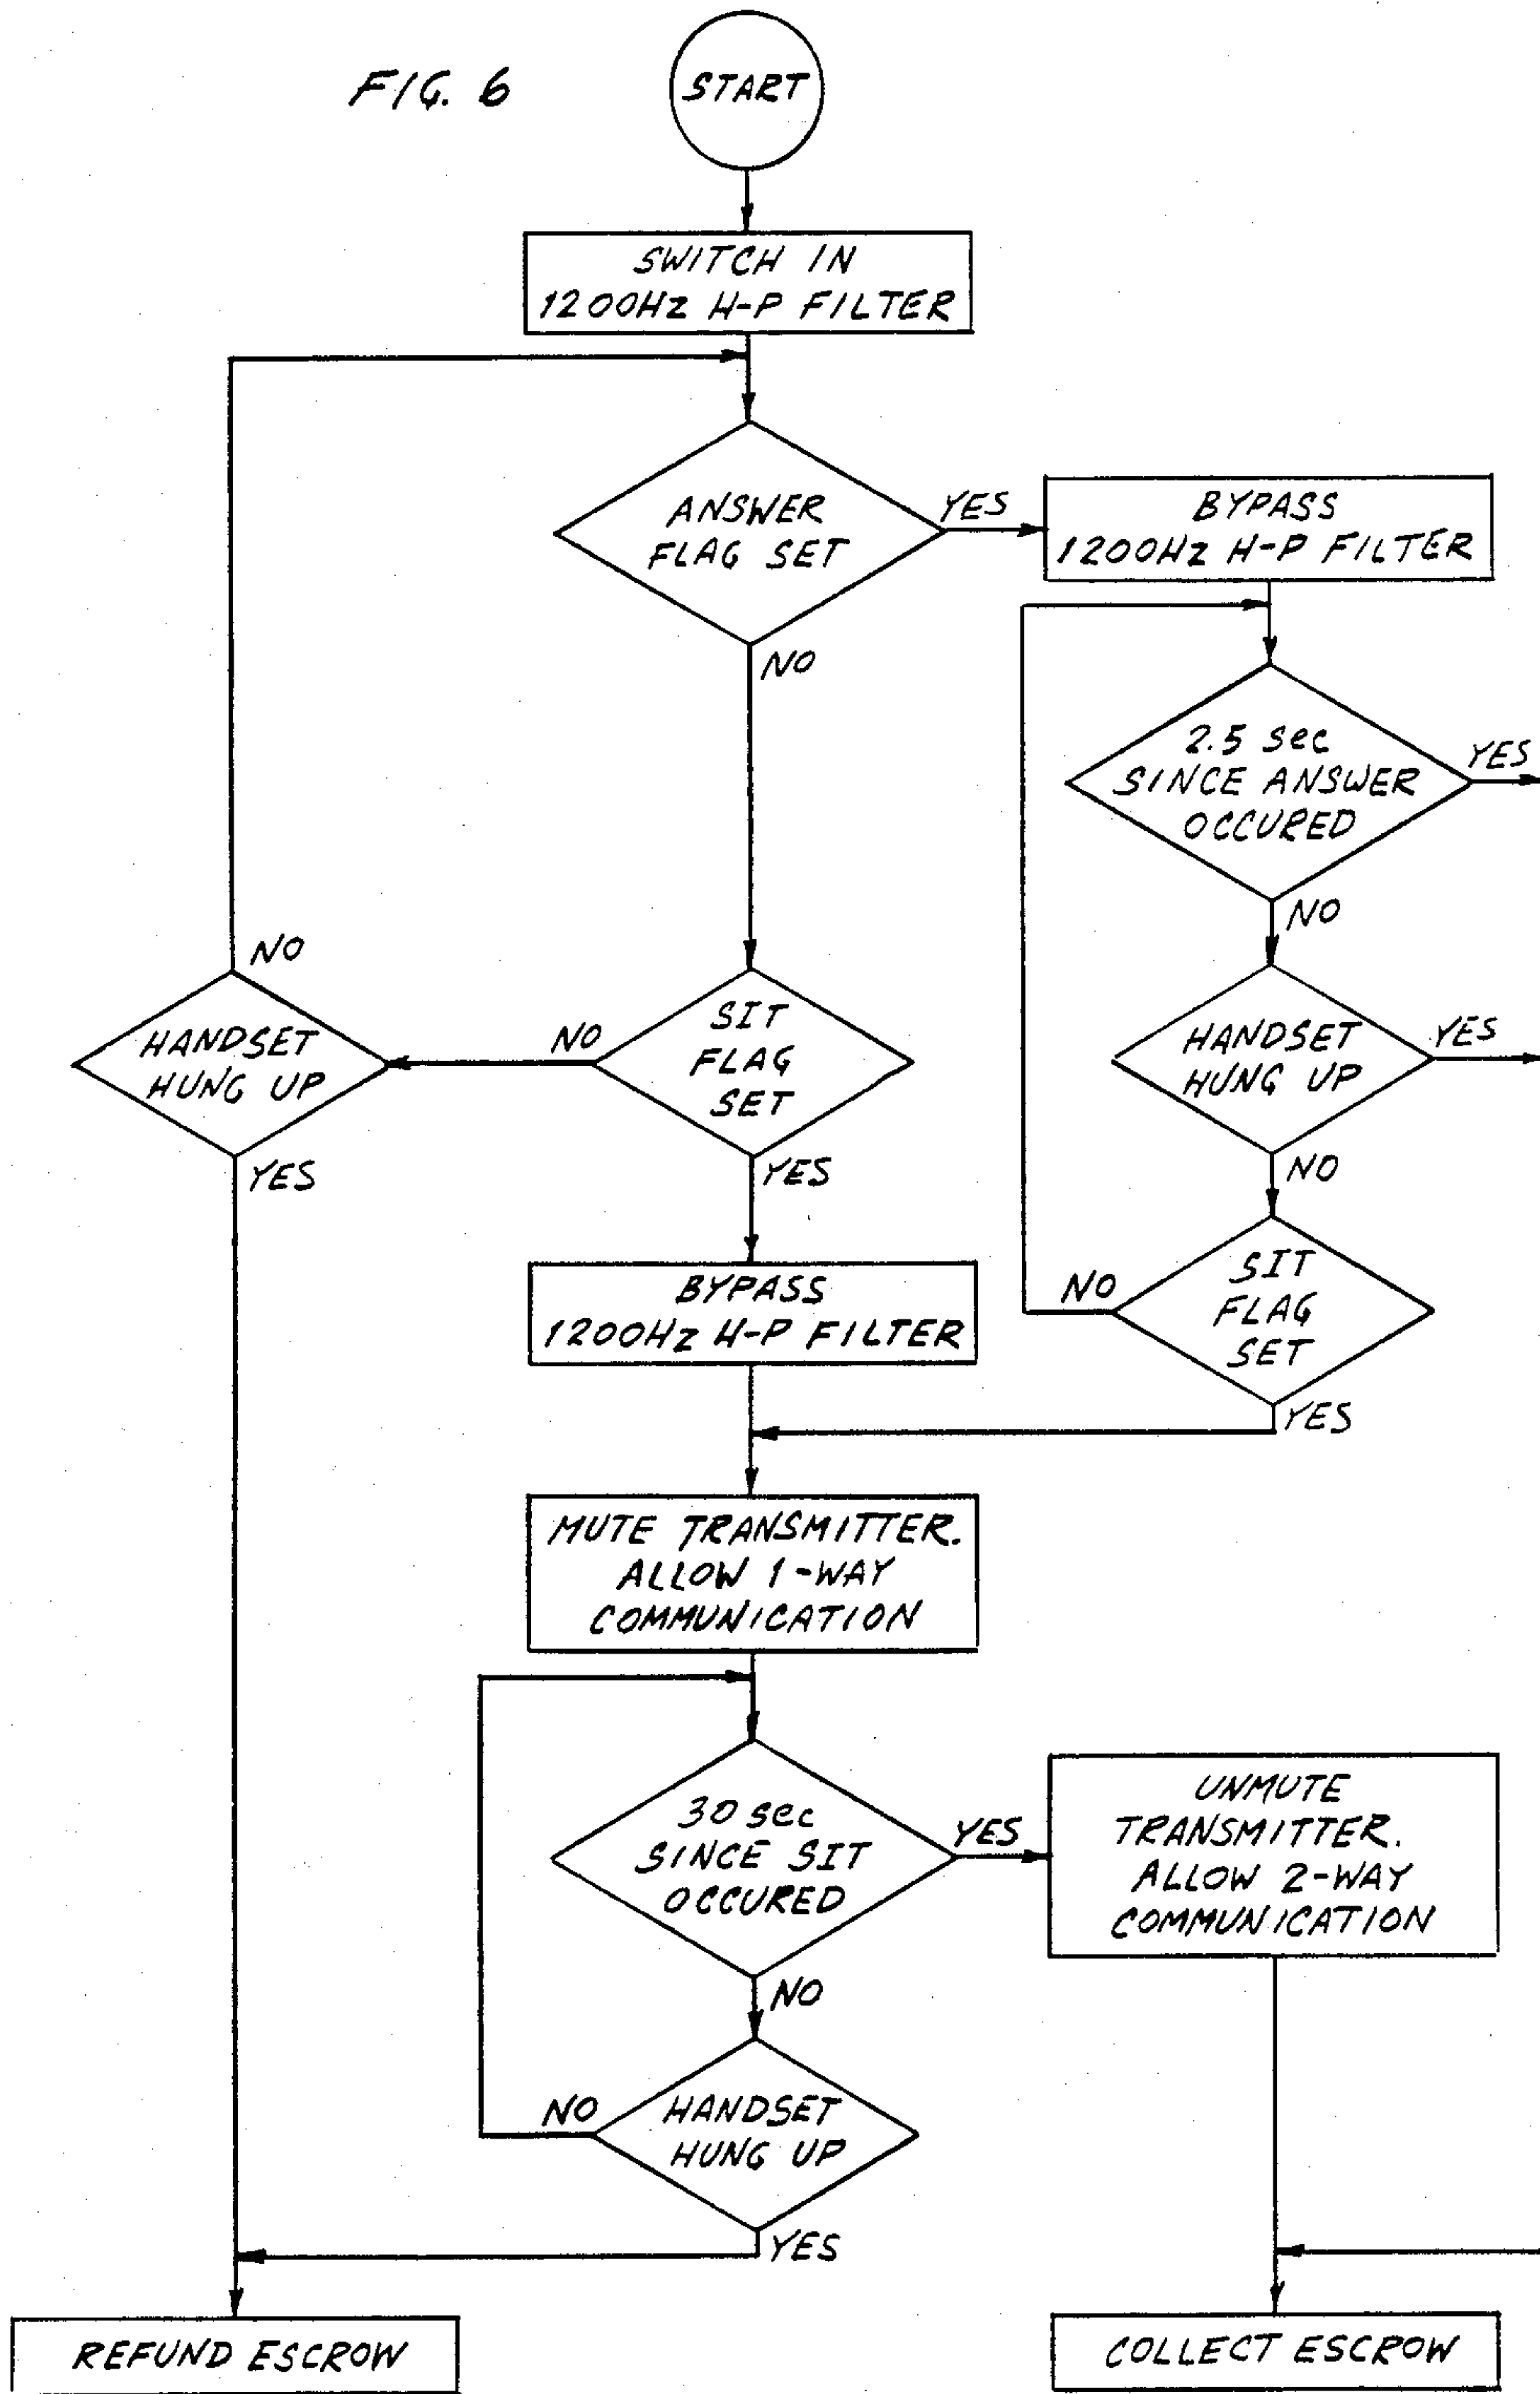 FIG. 6
START
SWITCH IN
1200HZ H-P FILTER
ANSWER
FLAG SET
YES
NO
BYPASS
1200HZ H-P FILTER
2.5 sec
SINCE ANSWER
OCCURED
YES
NO
HANDSET
HUNG UP
YES
NO
SIT
FLAG
SET
NO
YES
SIT
FLAG
SET
NO
YES
HANDSET
HUNG UP
NO
YES
BYPASS
1200HZ H-P FILTER
MUTE TRANSMITTER.
ALLOW 1-WAY
COMMUNICATION
30 sec
SINCE SIT
OCCURED
YES
NO
UNMUTE
TRANSMITTER.
ALLOW 2-WAY
COMMUNICATION
HANDSET
HUNG UP
NO
YES
REFUND ESCROW
COLLECT ESCROW